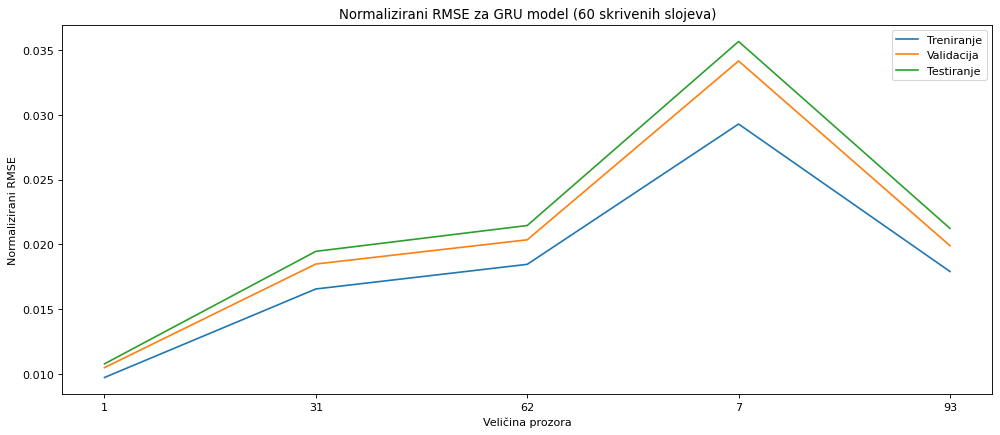 Normalizirani RMSE za GRU model (60 skrivenih slojeva)
Treniranje
Validacija
Testiranje
Normalizirani RMSE
0.035
0.030
0.025
0.020
0.015
0.010
1 31 62 7 93
Veličina prozora